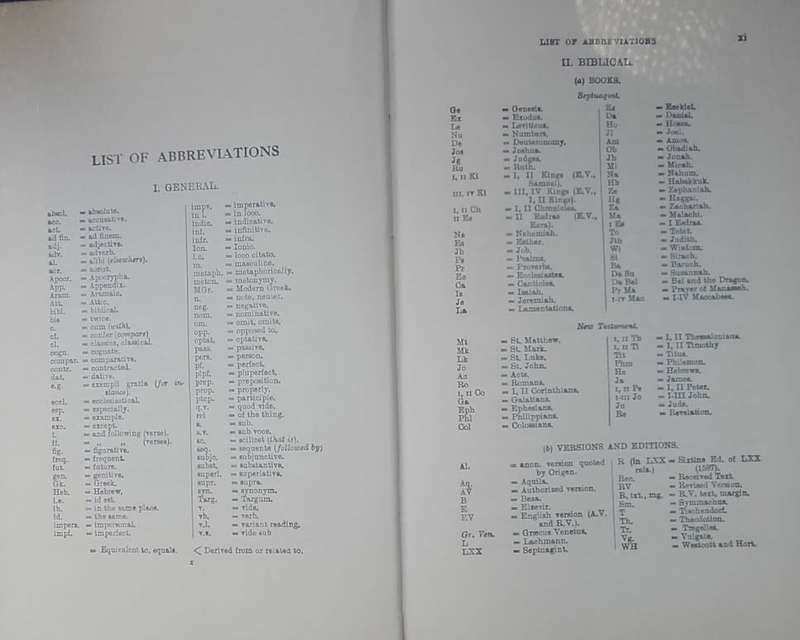 LIST OF ABBREVIATIONS
I. GENERAL.
absol. = absolute.
acc. = accusative.
act. = active.
ad fin. = ad finem.
adj. = adjective.
adv. = adverb.
al. = alibi (elsewhere).
aor. = aorist.
Apocr. = Apocrypha.
App. = Appendix.
Aram. = Aramaic.
Att. = Attic.
bibl. = biblical.
bis = twice.
c. = cum (with).
cf. = confer (compare)
cl. = classics, classical.
cogn. = cognate.
compar. = comparative.
contr. = contracted.
dat. = dative.
e.g. = exempli gratia (for in-
stance).
eccl. = ecclesiastical.
esp. = especially.
ex. = example.
exc. = except.
f. = and following (verse).
ff. = „ „ (verses).
fig. = figurative.
freq. = frequent.
fut. = future.
gen. = genitive.
Gk. = Greek.
Heb. = Hebrew.
i.e. = id est.
ib. = in the same place.
id. = the same.
impers. = impersonal.
impf. = imperfect.
impv. = imperative.
in l. = in loco.
indic. = indicative.
inf. = infinitive.
infr. = infra.
Ion. = Ionic.
l.c. = loco citato.
m. = masculine.
metaph. = metaphorically.
meton. = metonymy.
MGr. = Modern Greek.
n. = note, neuter.
neg. = negative.
nom. = nominative.
om. = omit, omits.
opp. = opposed to.
optat. = optative.
pass. = passive.
pers. = person.
pf. = perfect.
plpf. = pluperfect.
prep. = preposition.
prop. = properly.
ptcp. = participle.
q.v. = quod vide.
rei = of the thing.
s. = sub.
s.v. = sub voce.
sc. = scilicet (that is).
seq. = sequente (followed by)
subjc. = subjunctive.
subst. = substantive.
superl. = superlative.
supr. = supra.
syn. = synonym.
Targ. = Targum.
v. = vide.
vb. = verb.
v.l. = variant reading.
v.s. = vide sub
= Equivalent to, equals. < Derived from or related to.
x
LIST OF ABBREVIATIONS xi
II. BIBLICAL.
(a) BOOKS.
Septuagint.
Ge = Genesis.
Ex = Exodus.
Le = Leviticus.
Nu = Numbers.
De = Deuteronomy.
Jos = Joshua.
Jg = Judges.
Ru = Ruth.
I, II Ki = I, II Kings (E.V.,
Samuel).
III, IV Ki = III, IV Kings (E.V.,
I, II Kings).
I, II Ch = I, II Chronicles.
II Es = II Esdras (E.V.,
Ezra).
Ne = Nehemiah.
Es = Esther.
Jb = Job.
Ps = Psalms.
Pr = Proverbs.
Ec = Ecclesiastes.
Ca = Canticles.
Is = Isaiah.
Je = Jeremiah.
La = Lamentations.
Ez = Ezekiel.
Da = Daniel.
Ho = Hosea.
Jl = Joel.
Am = Amos.
Ob = Obadiah.
Jh = Jonah.
Mi = Micah.
Na = Nahum.
Hb = Habakkuk.
Ze = Zephaniah.
Hg = Haggai.
Za = Zachariah.
Ma = Malachi.
I Es = I Esdras.
To = Tobit.
Jth = Judith.
Wi = Wisdom.
Si = Sirach.
Ba = Baruch.
Da Su = Susannah.
Da Bel = Bel and the Dragon.
Pr Ma = Prayer of Manasseh.
I-IV Mac = I-IV Maccabees.
New Testament.
Mt = St. Matthew.
Mk = St. Mark.
Lk = St. Luke.
Jo = St. John.
Ac = Acts.
Ro = Romans.
I, II Co = I, II Corinthians.
Ga = Galatians.
Eph = Ephesians.
Phl = Philippians.
Col = Colossians.
I, II Th = I, II Thessalonians.
I, II Ti = I, II Timothy
Tit = Titus.
Phm = Philemon.
He = Hebrews.
Ja = James.
I, II Pe = I, II Peter.
I-III Jo = I-III John.
Ju = Jude.
Re = Revelation.
(b) VERSIONS AND EDITIONS.
Al. = anon. version quoted
by Origen.
Aq. = Aquila.
AV = Authorized version.
B = Beza.
E = Elzevir.
EV = English version (A.V.
and R.V.).
Gr. Ven. = Græcus Venetus.
L = Lachmann.
LXX = Septuagint.
R (in LXX = Sixtine Ed. of LXX
refs.) (1587).
Rec. = Received Text.
RV = Revised Version.
R, txt., mg. = R.V. text, margin.
Sm. = Symmachus.
T. = Tischendorf.
Th. = Theodotion.
Tr. = Tregelles.
Vg. = Vulgate.
WH = Westcott and Hort.